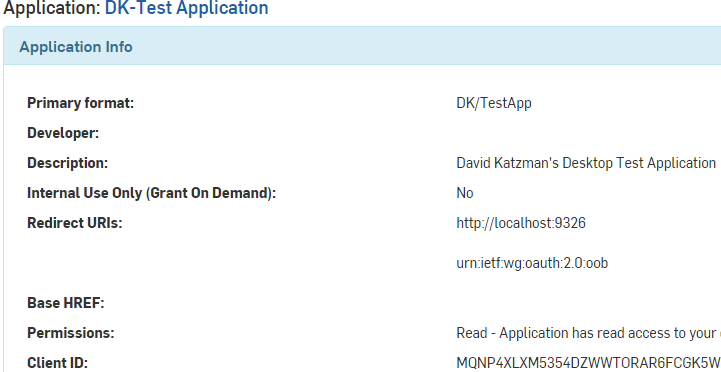 Application: DK-Test Application
Application Info
Primary format: DK/TestApp
Developer:
Description: David Katzman's Desktop Test Application
Internal Use Only (Grant On Demand): No
Redirect URIs: http://localhost:9326
urn:ietf:wg:oauth:2.0:oob
Base HREF:
Permissions: Read - Application has read access to your
Client ID: MQNP4XLXM5354DZWWTORAR6FCGK5W